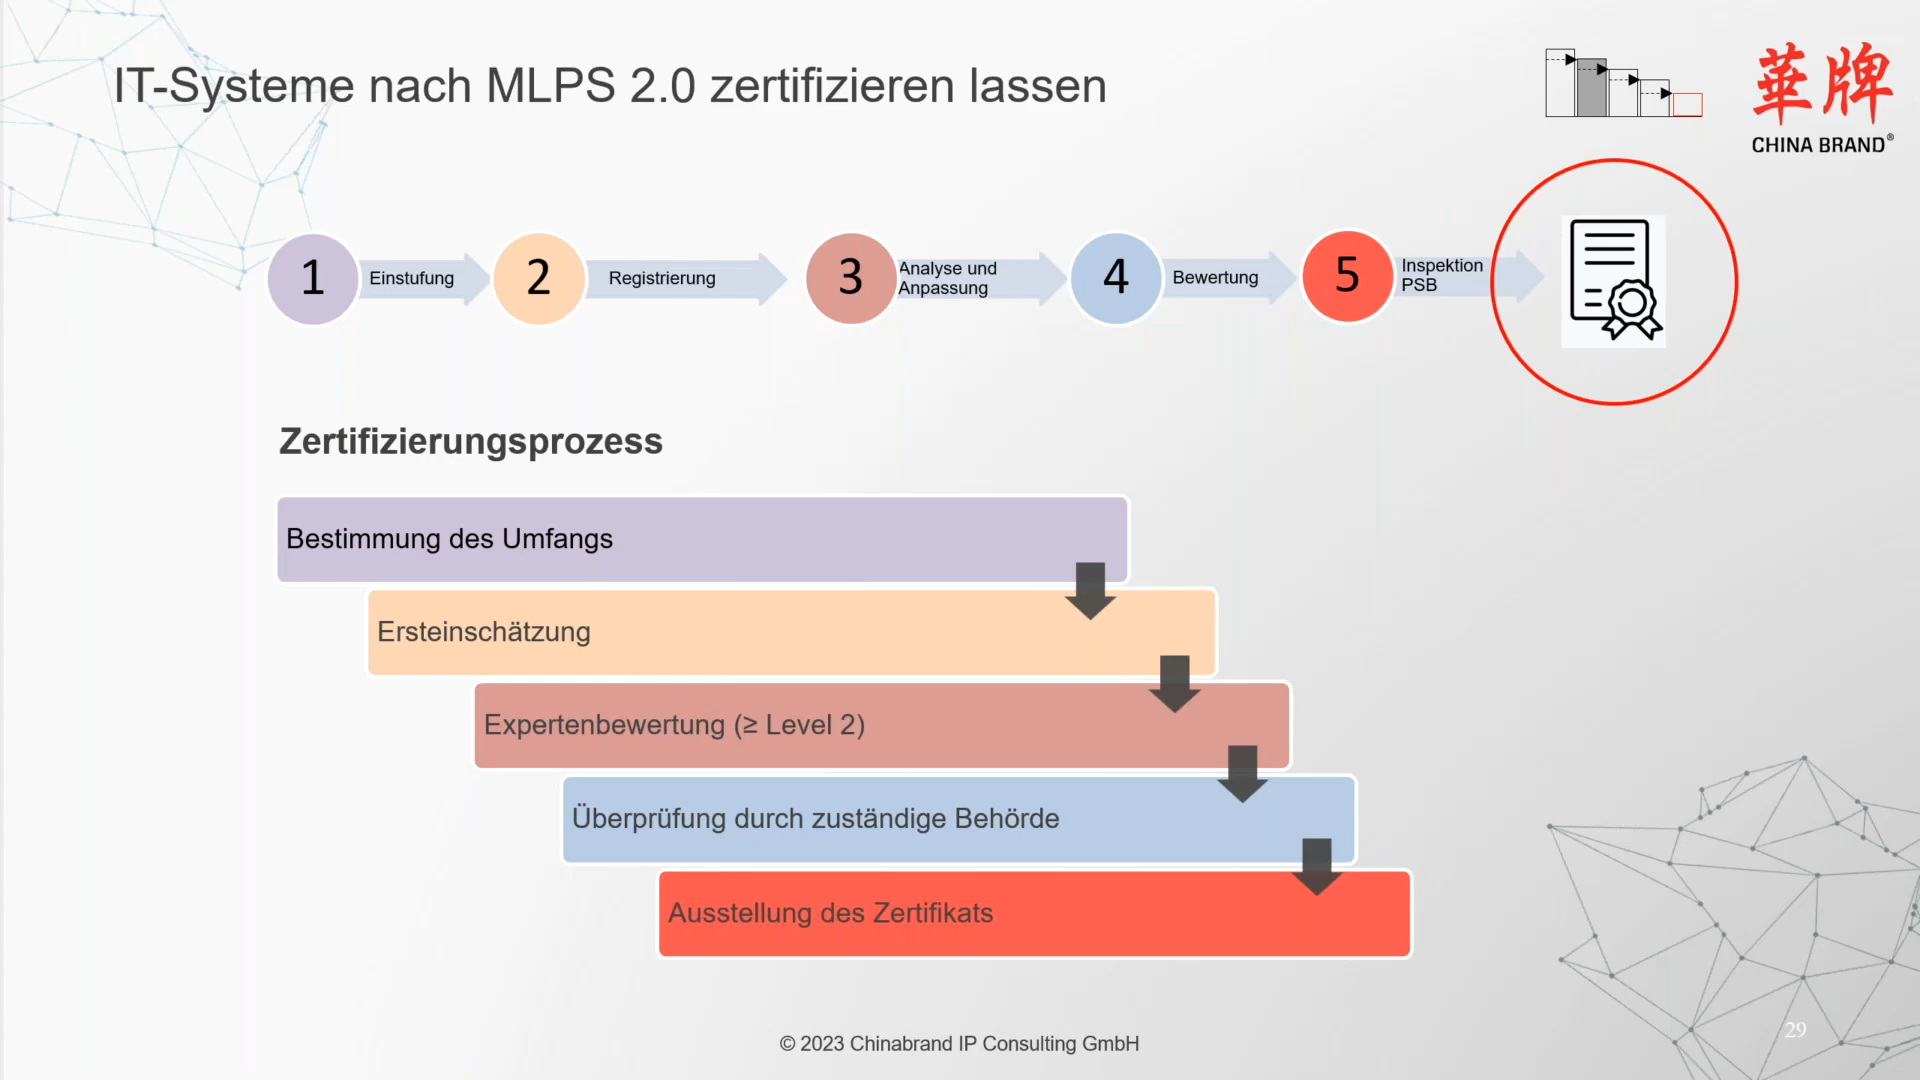 IT-Systeme nach MLPS 2.0 zertifizieren lassen
華牌
CHINA BRAND®
1 Einstufung 2 Registrierung 3 Analyse und Anpassung 4 Bewertung 5 Inspektion PSB
Zertifizierungsprozess
Bestimmung des Umfangs
Ersteinschätzung
Expertenbewertung (≥ Level 2)
Überprüfung durch zuständige Behörde
Ausstellung des Zertifikats
© 2023 Chinabrand IP Consulting GmbH
29